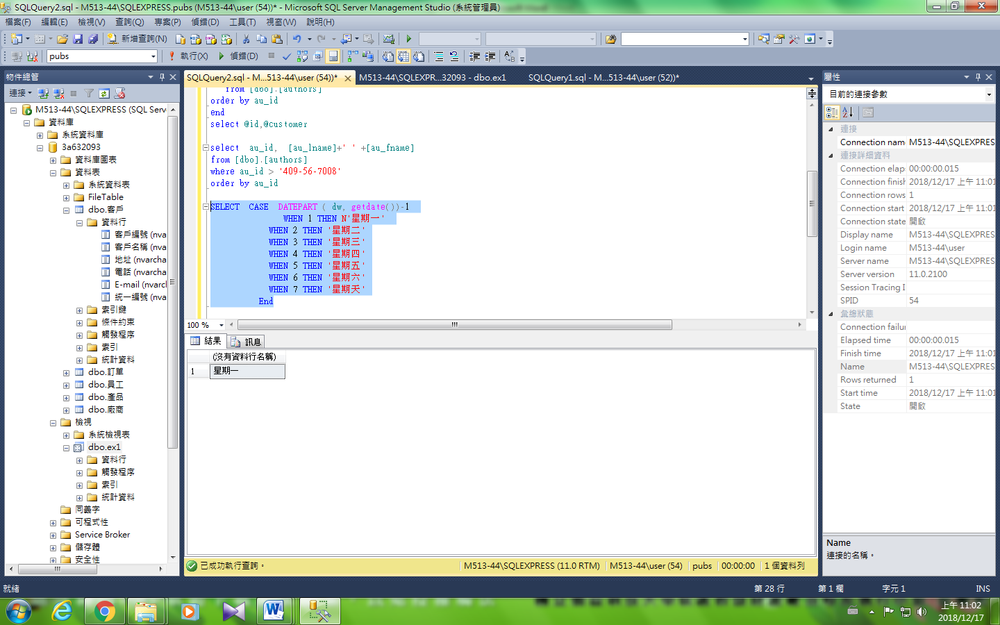 SQLQuery2.sql - M513-44\SQLEXPRESS.pubs (M513-44\user (54))* - Microsoft SQL Server Management Studio (系統管理員)
檔案(F) 編輯(E) 檢視(V) 查詢(Q) 專案(P) 偵錯(D) 工具(T) 視窗(W) 說明(H)
新增查詢(N)
pubs 執行(X) 偵錯(D)
物件總管
連接
M513-44\SQLEXPRESS (SQL Serv
資料庫
系統資料庫
3a632093
資料庫圖表
資料表
系統資料表
FileTable
dbo.客戶
資料行
客戶編號 (nva
客戶名稱 (nva
地址 (nvarcha
電話 (nvarcha
E-mail (nvarcl
統一編號 (nva
索引鍵
條件約束
觸發程序
索引
統計資料
dbo.訂單
dbo.員工
dbo.產品
dbo.廠商
檢視
系統檢視表
dbo.ex1
資料行
觸發程序
索引
統計資料
同義字
可程式性
Service Broker
儲存體
安全性
SQLQuery2.sql - M...513-44\user (54))* M513-44\SQLEXPR...32093 - dbo.ex1 SQLQuery1.sql - M...513-44\user (52))*
from [dbo].[authors]
order by au_id
end
select @id,@customer
select au_id, [au_lname]+' ' +[au_fname]
from [dbo].[authors]
where au_id > '409-56-7008'
order by au_id
SELECT CASE DATEPART ( dw, getdate())-1
WHEN 1 THEN N'星期一'
WHEN 2 THEN '星期二'
WHEN 3 THEN '星期三'
WHEN 4 THEN '星期四'
WHEN 5 THEN '星期五'
WHEN 6 THEN '星期六'
WHEN 7 THEN '星期天'
End
100 %
結果 訊息
(沒有資料行名稱)
1 星期一
已成功執行查詢。 M513-44\SQLEXPRESS (11.0 RTM) M513-44\user (54) pubs 00:00:00 1 個資料列
屬性
目前的連接參數
連接
Connection nam M513-44\SQLEXPRES
連接詳細資料
Connection elap 00:00:00.015
Connection finish 2018/12/17 上午 11:01
Connection rows 1
Connection start 2018/12/17 上午 11:01
Connection state 開啟
Display name M513-44\SQLEXPRES
Login name M513-44\user
Server name M513-44\SQLEXPRES
Server version 11.0.2100
Session Tracing I
SPID 54
彙總狀態
Connection failur
Elapsed time 00:00:00.015
Finish time 2018/12/17 上午 11:01
Name M513-44\SQLEXPRES
Rows returned 1
Start time 2018/12/17 上午 11:01
State 開啟
Name
連接的名稱。
就緒 第 28 行 第 1 欄 字元 1 INS
上午 11:02
2018/12/17